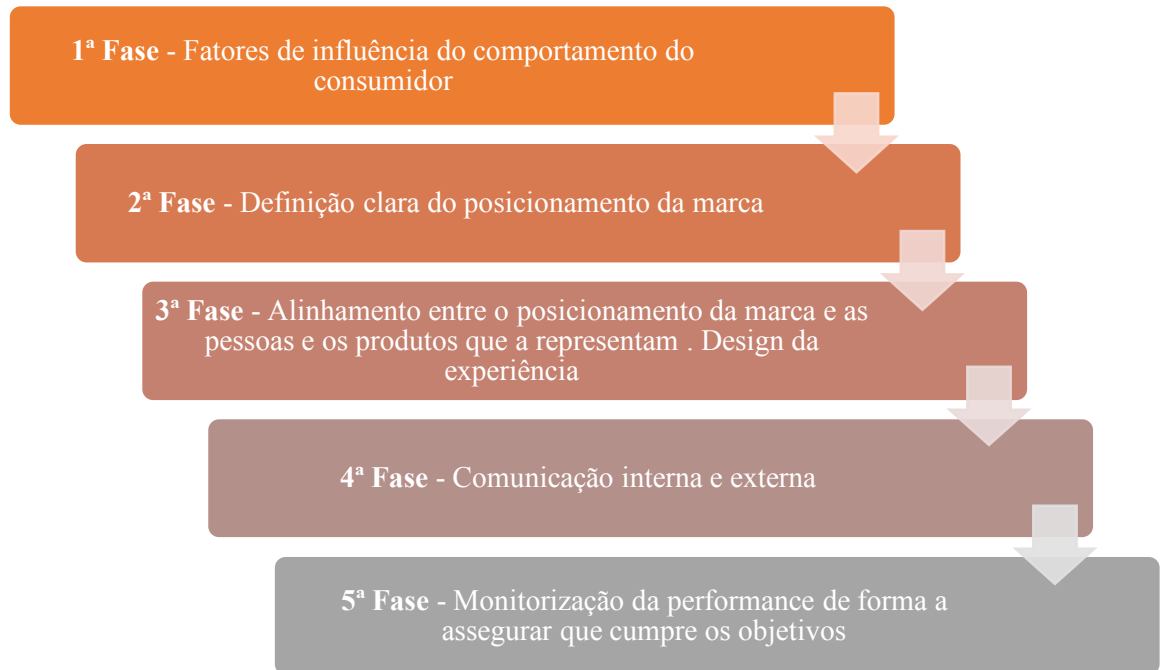 1ª Fase - Fatores de influência do comportamento do
consumidor
2ª Fase - Definição clara do posicionamento da marca
3ª Fase - Alinhamento entre o posicionamento da marca e as
pessoas e os produtos que a representam . Design da
experiência
4ª Fase - Comunicação interna e externa
5ª Fase - Monitorização da performance de forma a
assegurar que cumpre os objetivos